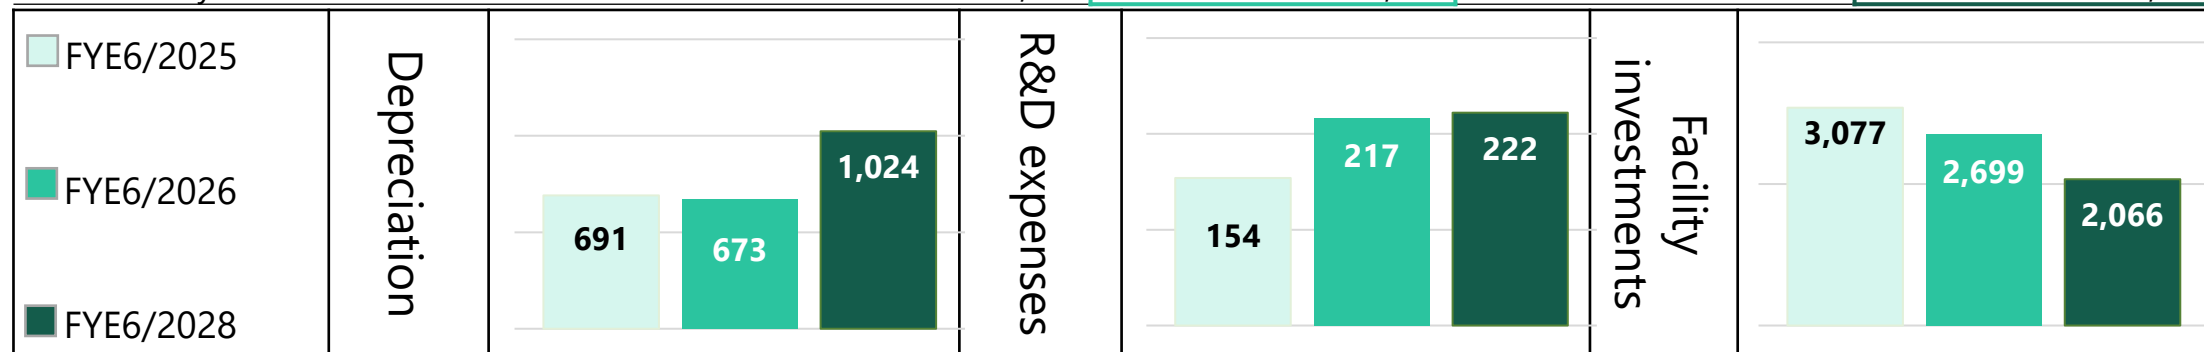 FYE6/2025
FYE6/2026
FYE6/2028
Depreciation
691
673
1,024
R&D expenses
154
217
222
Facility
investments
3,077
2,699
2,066